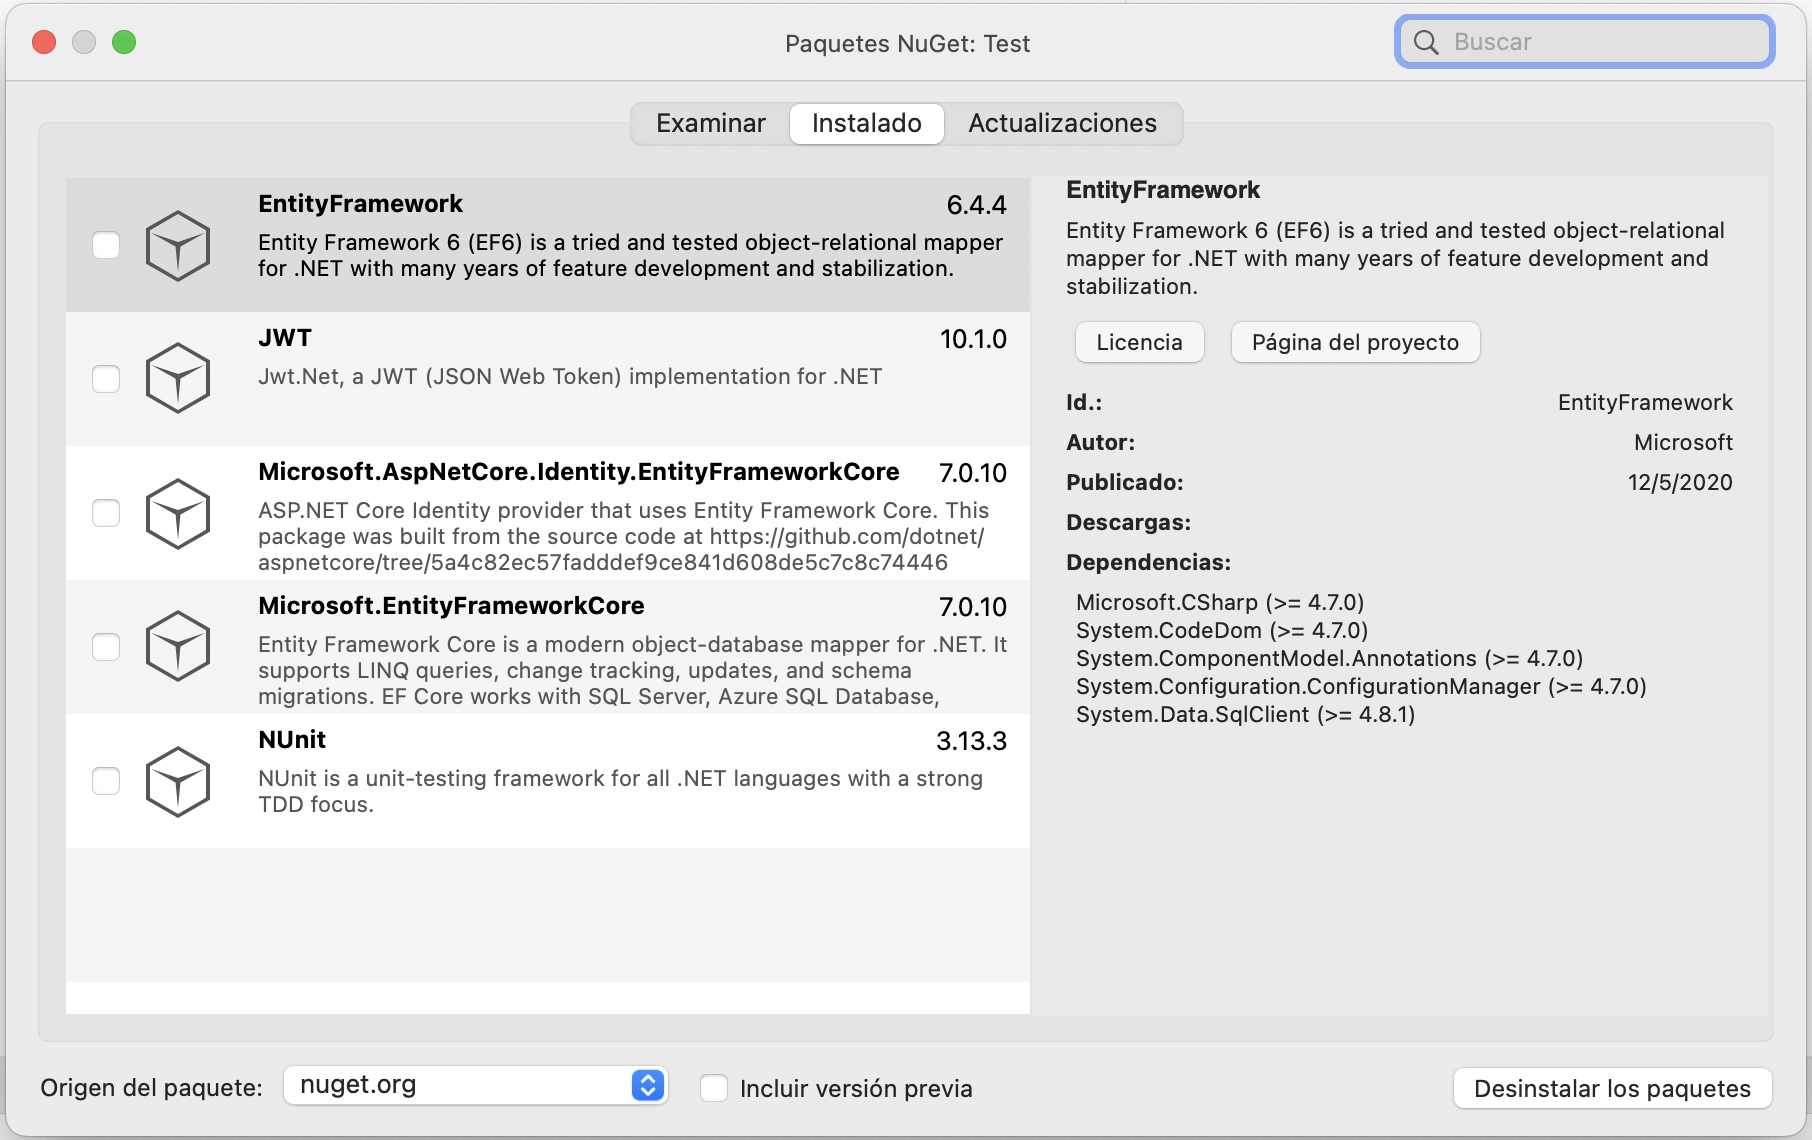 Paquetes NuGet: Test
Buscar
Examinar
Instalado
Actualizaciones
EntityFramework
6.4.4
Entity Framework 6 (EF6) is a tried and tested object-relational mapper
for .NET with many years of feature development and stabilization.
JWT
10.1.0
Jwt.Net, a JWT (JSON Web Token) implementation for .NET
Microsoft.AspNetCore.Identity.EntityFrameworkCore
7.0.10
ASP.NET Core Identity provider that uses Entity Framework Core. This
package was built from the source code at https://github.com/dotnet/
aspnetcore/tree/5a4c82ec57fadddef9ce841d608de5c7c8c74446
Microsoft.EntityFrameworkCore
7.0.10
Entity Framework Core is a modern object-database mapper for .NET. It
supports LINQ queries, change tracking, updates, and schema
migrations. EF Core works with SQL Server, Azure SQL Database,
NUnit
3.13.3
NUnit is a unit-testing framework for all .NET languages with a strong
TDD focus.
EntityFramework
Entity Framework 6 (EF6) is a tried and tested object-relational
mapper for .NET with many years of feature development and
stabilization.
Licencia
Página del proyecto
Id.:
EntityFramework
Autor:
Microsoft
Publicado:
12/5/2020
Descargas:
Dependencias:
Microsoft.CSharp (>= 4.7.0)
System.CodeDom (>= 4.7.0)
System.ComponentModel.Annotations (>= 4.7.0)
System.Configuration.ConfigurationManager (>= 4.7.0)
System.Data.SqlClient (>= 4.8.1)
Origen del paquete:
nuget.org
Incluir versión previa
Desinstalar los paquetes